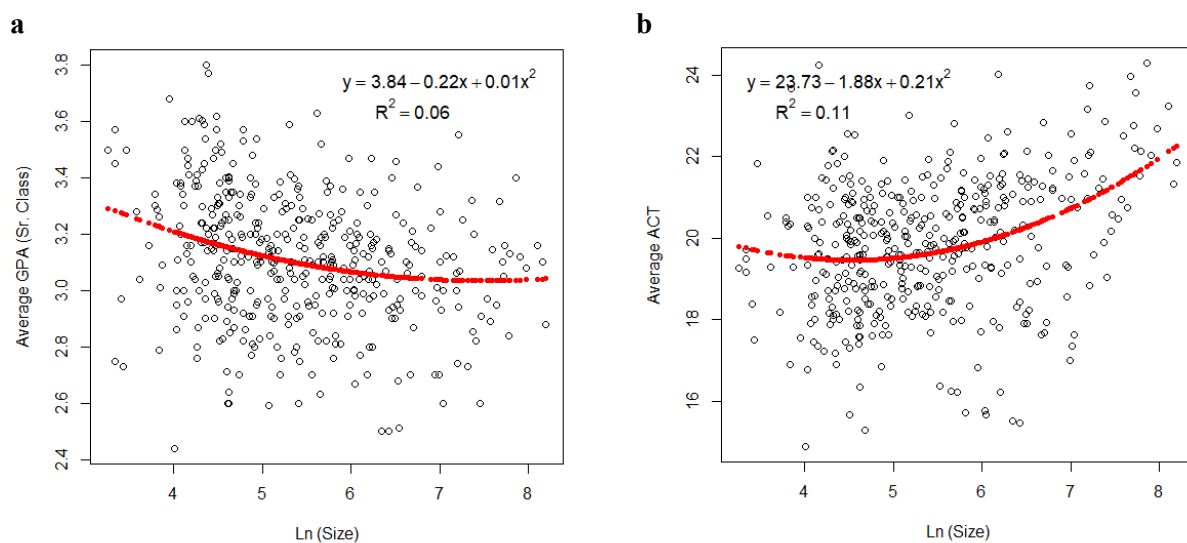 a
y = 3.84 − 0.22x + 0.01x²
R² = 0.06
Average GPA (Sr. Class)
3.8
3.6
3.4
3.2
3.0
2.8
2.6
2.4
4 5 6 7 8
Ln (Size)
b
y = 23.73 − 1.88x + 0.21x²
R² = 0.11
Average ACT
24
22
20
18
16
4 5 6 7 8
Ln (Size)